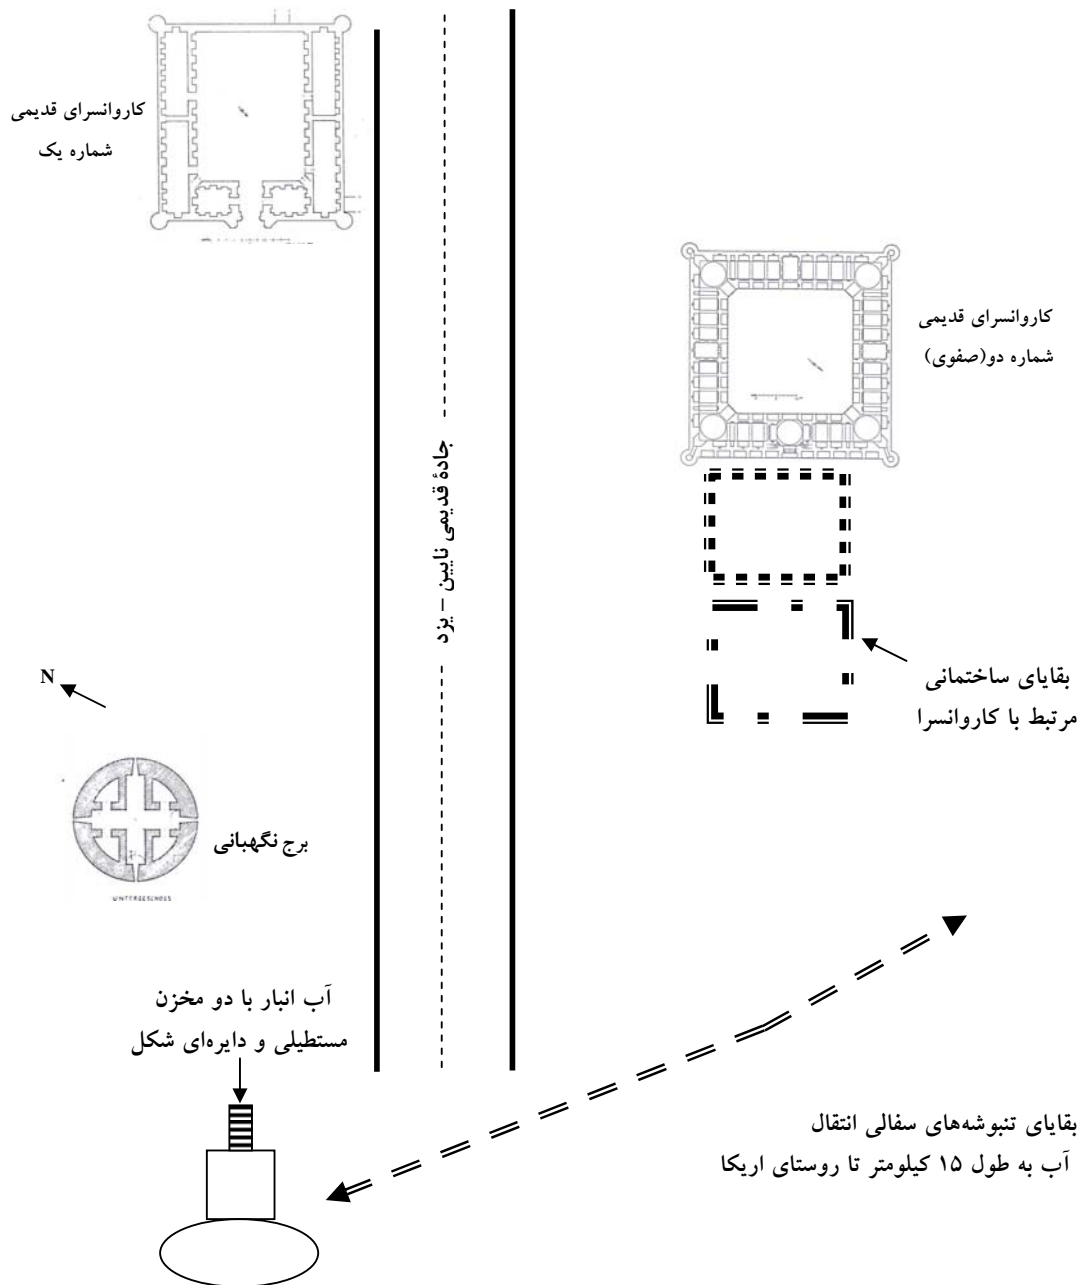 کاروانسرای قدیمی
شماره یک
کاروانسرای قدیمی
شماره دو(صفوی)
جادهٔ قدیمی نایین – یزد
بقایای ساختمانی
مرتبط با کاروانسرا
N
برج نگهبانی
UNTERGESCHOSS
آب انبار با دو مخزن
مستطیلی و دایره‌ای شکل
بقایای تنبوشه‌های سفالی انتقال
آب به طول ۱۵ کیلومتر تا روستای اریکا